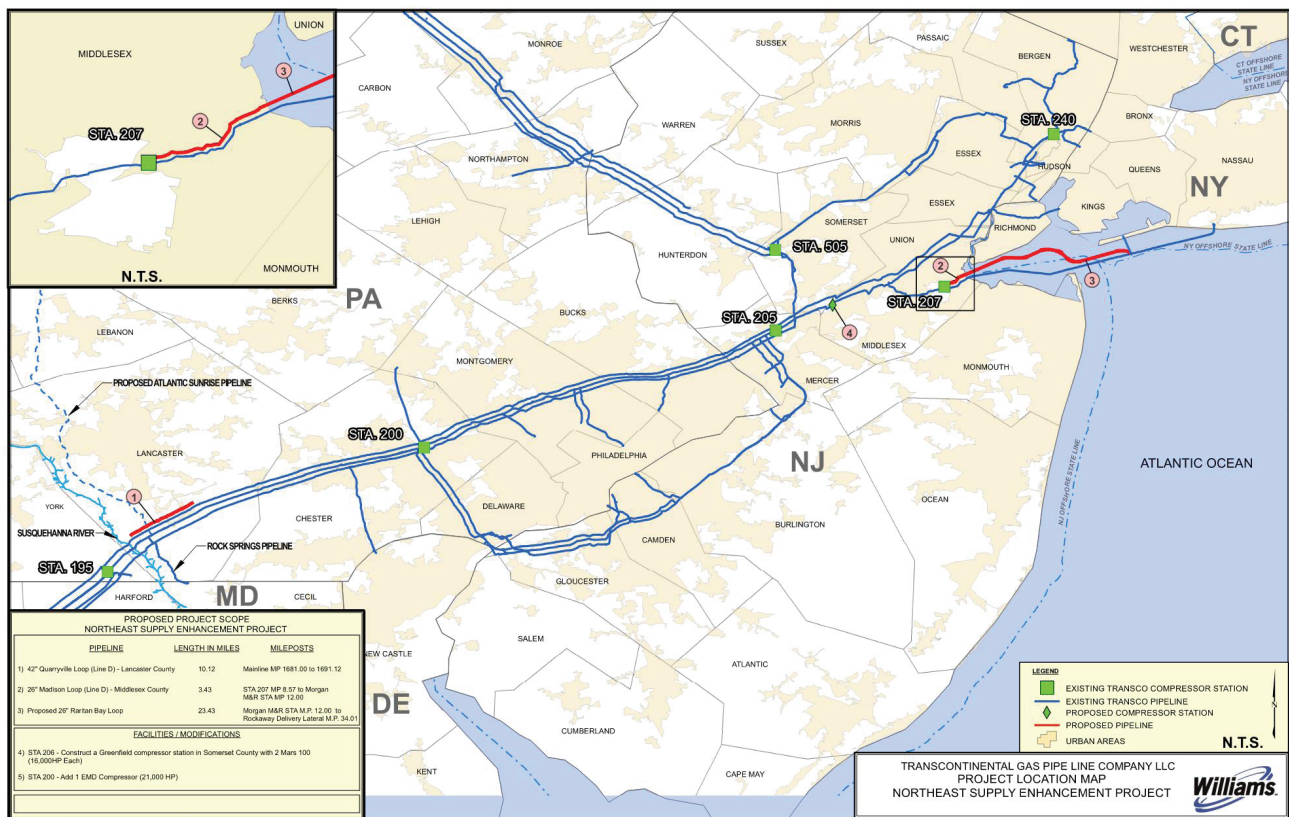 UNION
MIDDLESEX
3
2
STA. 207
MONMOUTH
N.T.S.
MONROE
CARBON
SUSSEX
PASSAIC
BERGEN
WESTCHESTER
CT
CT OFFSHORE
STATE LINE
NY OFFSHORE
STATE LINE
WARREN
MORRIS
STA. 240
BRONX
NORTHAMPTON
ESSEX
HUDSON
QUEENS
NASSAU
NY
LEHIGH
SOMERSET
ESSEX
KINGS
UNION
RICHMOND
HUNTERDON
STA. 505
NY OFFSHORE STATE LINE
2
3
STA. 207
PA
BERKS
BUCKS
STA. 205
4
MIDDLESEX
LEBANON
MONTGOMERY
MERCER
MONMOUTH
PROPOSED ATLANTIC SUNRISE PIPELINE
STA. 200
LANCASTER
PHILADELPHIA
NJ
ATLANTIC OCEAN
NJ OFFSHORE STATE LINE
1
YORK
CHESTER
DELAWARE
OCEAN
BURLINGTON
SUSQUEHANNA RIVER
CAMDEN
ROCK SPRINGS PIPELINE
STA. 195
GLOUCESTER
HARFORD
MD
CECIL
SALEM
NEW CASTLE
ATLANTIC
DE
CUMBERLAND
KENT
CAPE MAY
PROPOSED PROJECT SCOPE
NORTHEAST SUPPLY ENHANCEMENT PROJECT
PIPELINE LENGTH IN MILES MILEPOSTS
1) 42" Quarryville Loop (Line D) - Lancaster County 10.12 Mainline MP 1681.00 to 1691.12
2) 26" Madison Loop (Line D) - Middlesex County 3.43 STA 207 MP 8.57 to Morgan
M&R STA MP 12.00
3) Proposed 26" Raritan Bay Loop 23.43 Morgan M&R STA M.P. 12.00 to
Rockaway Delivery Lateral M.P. 34.01
FACILITIES / MODIFICATIONS
4) STA 206 - Construct a Greenfield compressor station in Somerset County with 2 Mars 100
(16,000HP Each)
5) STA 200 - Add 1 EMD Compressor (21,000 HP)
LEGEND
EXISTING TRANSCO COMPRESSOR STATION
EXISTING TRANSCO PIPELINE
PROPOSED COMPRESSOR STATION
PROPOSED PIPELINE
URBAN AREAS
N.T.S.
TRANSCONTINENTAL GAS PIPE LINE COMPANY LLC
PROJECT LOCATION MAP
NORTHEAST SUPPLY ENHANCEMENT PROJECT
Williams